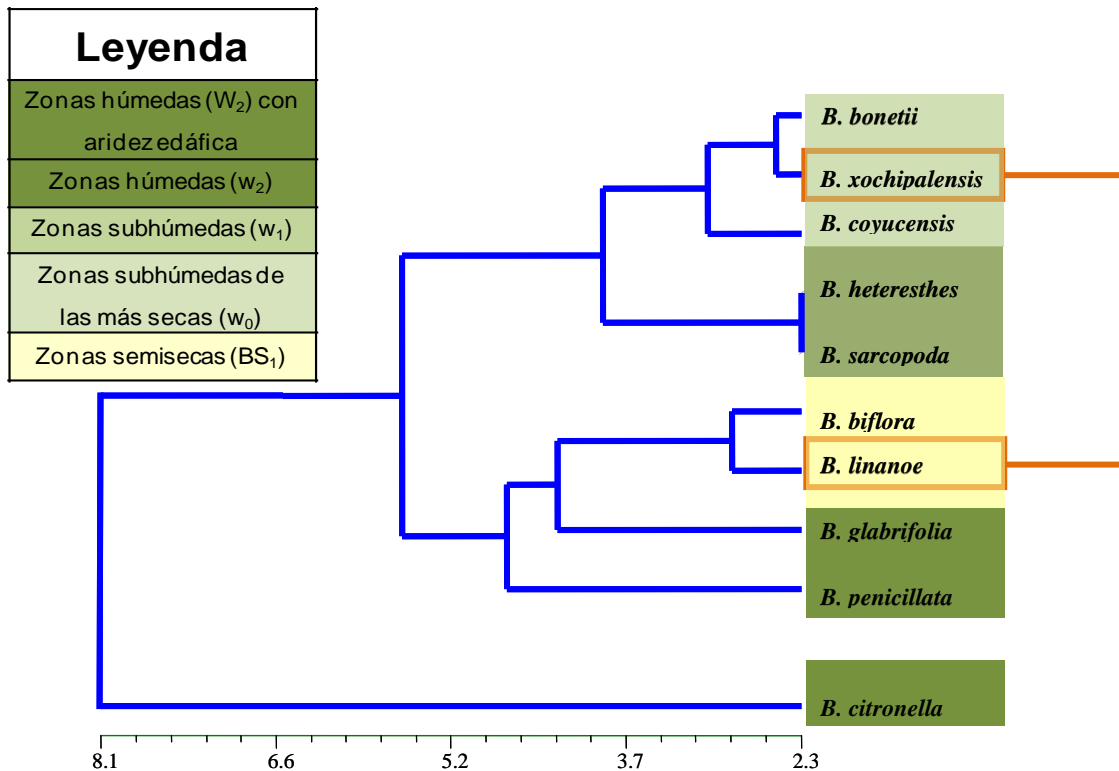 Leyenda
Zonas húmedas (W₂) con
aridez edáfica
Zonas húmedas (w₂)
Zonas subhúmedas (w₁)
Zonas subhúmedas de
las más secas (w₀)
Zonas semisecas (BS₁)
B. bonetii
B. xochipalensis
B. coyucensis
B. heteresthes
B. sarcopoda
B. biflora
B. linanoe
B. glabrifolia
B. penicillata
B. citronella
8.1 6.6 5.2 3.7 2.3